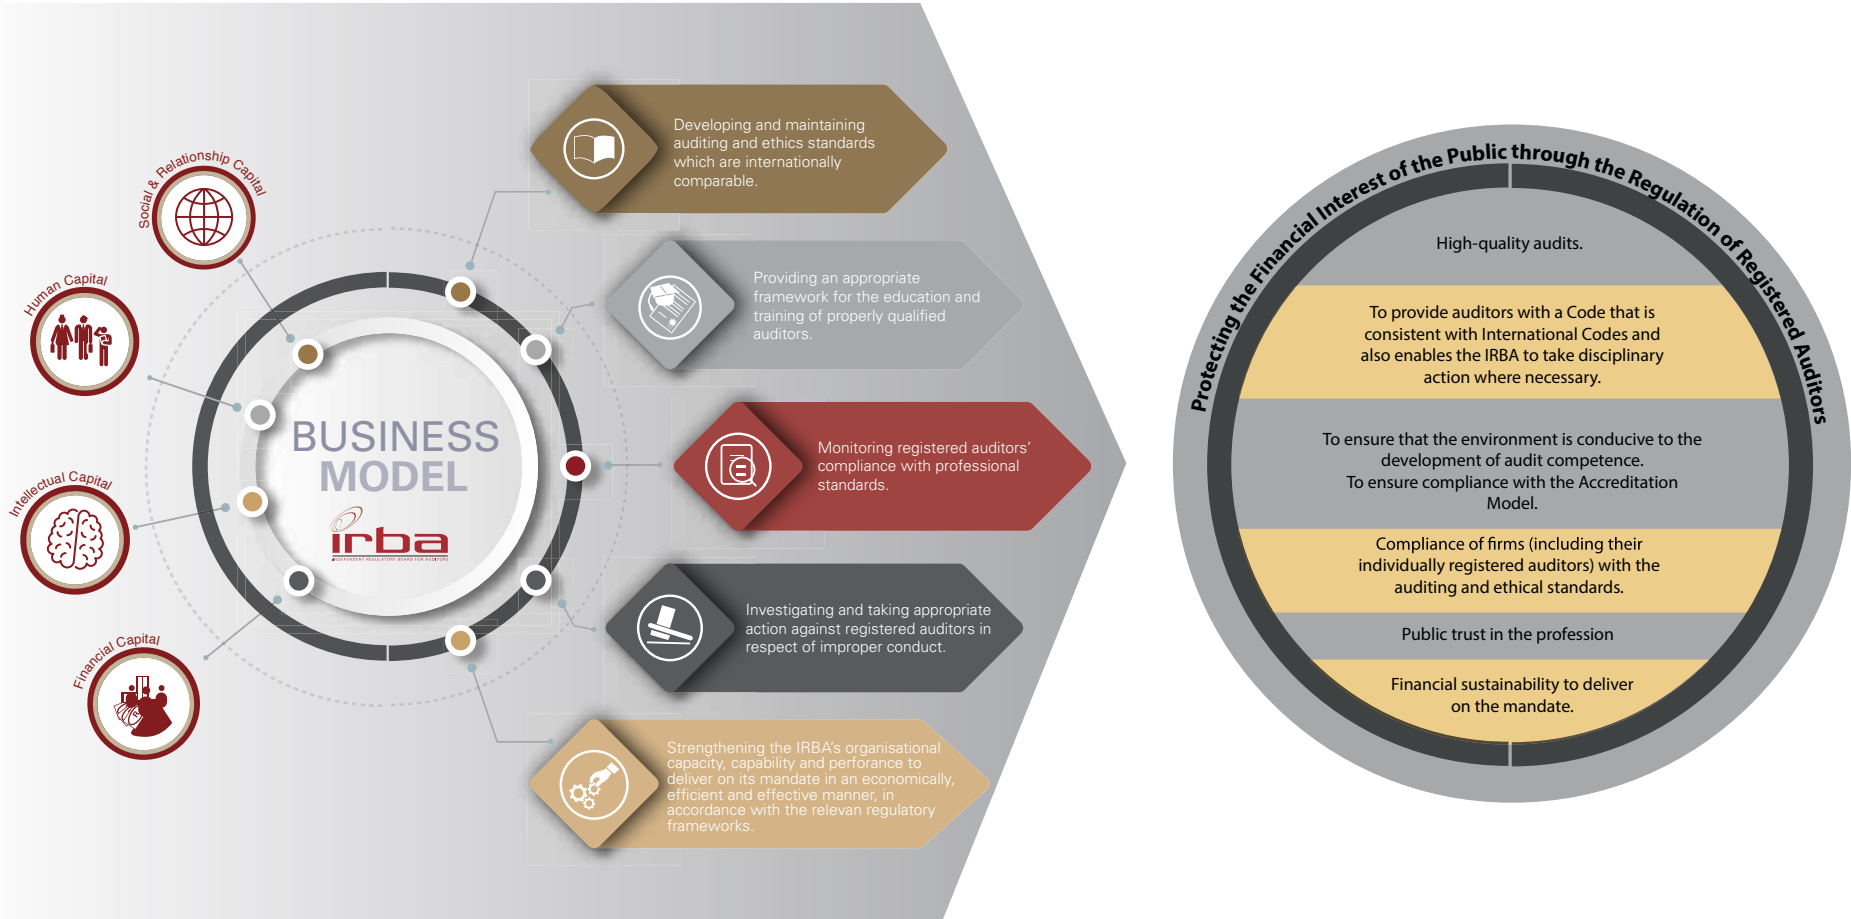 Social & Relationship Capital
Human Capital
Intellectual Capital
Financial Capital
BUSINESS
MODEL
irba
INDEPENDENT REGULATORY BOARD FOR AUDITORS
Developing and maintaining
auditing and ethics standards
which are internationally
comparable.
Providing an appropriate
framework for the education and
training of properly qualified
auditors.
Monitoring registered auditors’
compliance with professional
standards.
Investigating and taking appropriate
action against registered auditors in
respect of improper conduct.
Strengthening the IRBA’s organisational
capacity, capability and perforance to
deliver on its mandate in an economically,
efficient and effective manner, in
accordance with the relevan regulatory
frameworks.
Protecting the Financial Interest of the Public through the Regulation of Registered Auditors
High-quality audits.
To provide auditors with a Code that is
consistent with International Codes and
also enables the IRBA to take disciplinary
action where necessary.
To ensure that the environment is conducive to the
development of audit competence.
To ensure compliance with the Accreditation
Model.
Compliance of firms (including their
individually registered auditors) with the
auditing and ethical standards.
Public trust in the profession
Financial sustainability to deliver
on the mandate.